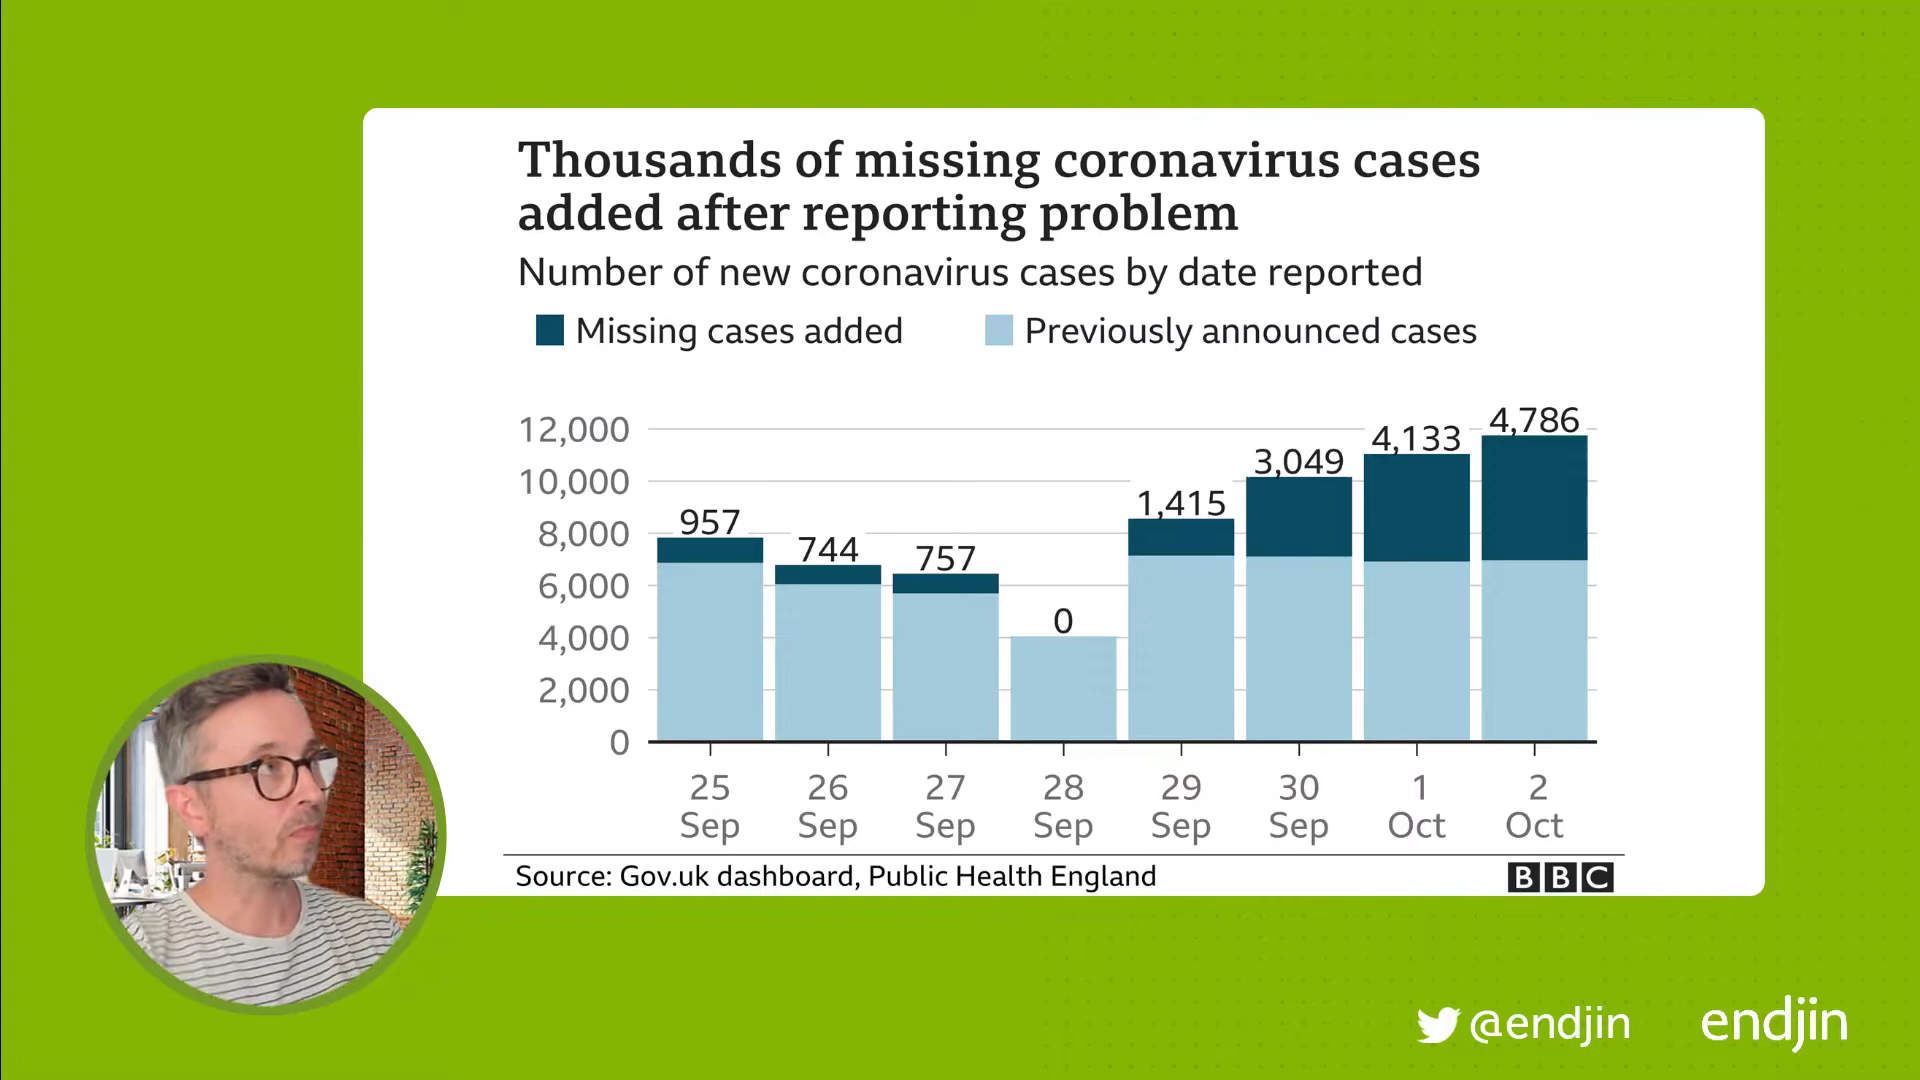 Thousands of missing coronavirus cases
added after reporting problem
Number of new coronavirus cases by date reported
Missing cases added
Previously announced cases
12,000
10,000
8,000
6,000
4,000
2,000
0
957
744
757
0
1,415
3,049
4,133
4,786
25 Sep
26 Sep
27 Sep
28 Sep
29 Sep
30 Sep
1 Oct
2 Oct
Source: Gov.uk dashboard, Public Health England
BBC
@endjin
endjin